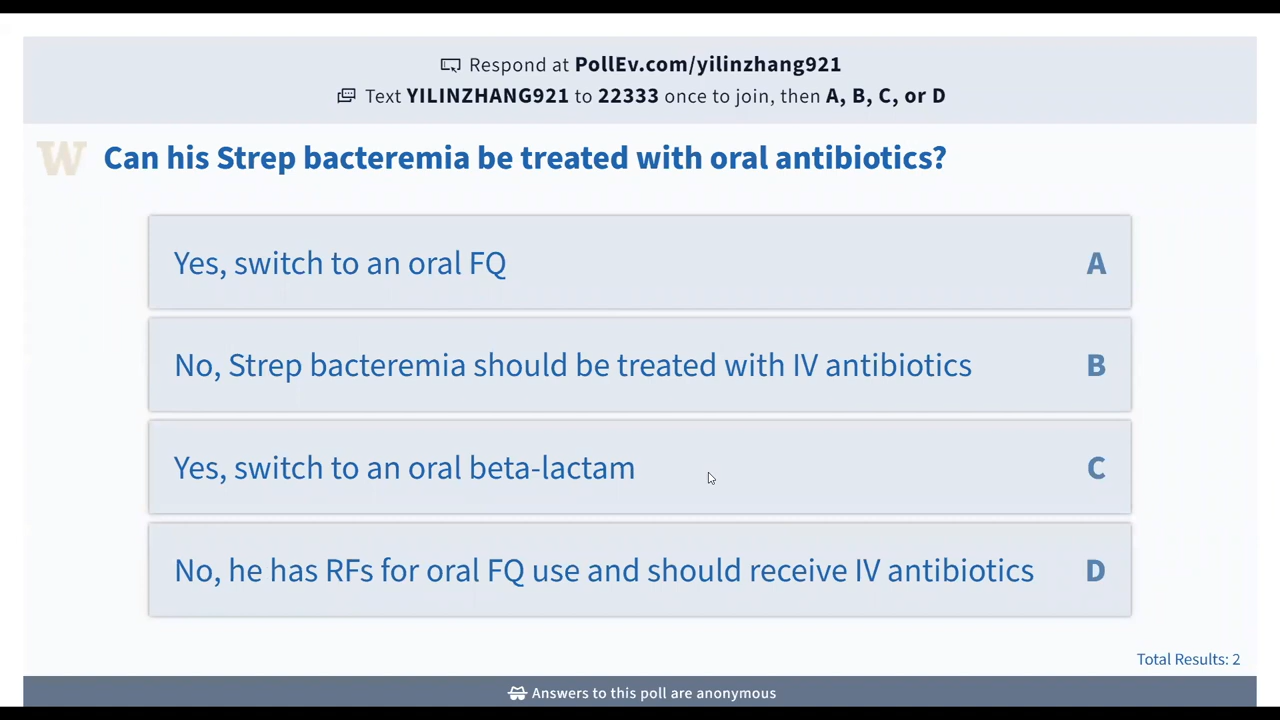 Respond at PollEv.com/yilinzhang921
Text YILINZHANG921 to 22333 once to join, then A, B, C, or D
W
Can his Strep bacteremia be treated with oral antibiotics?
Yes, switch to an oral FQ A
No, Strep bacteremia should be treated with IV antibiotics B
Yes, switch to an oral beta-lactam C
No, he has RFs for oral FQ use and should receive IV antibiotics D
Total Results: 2
Answers to this poll are anonymous